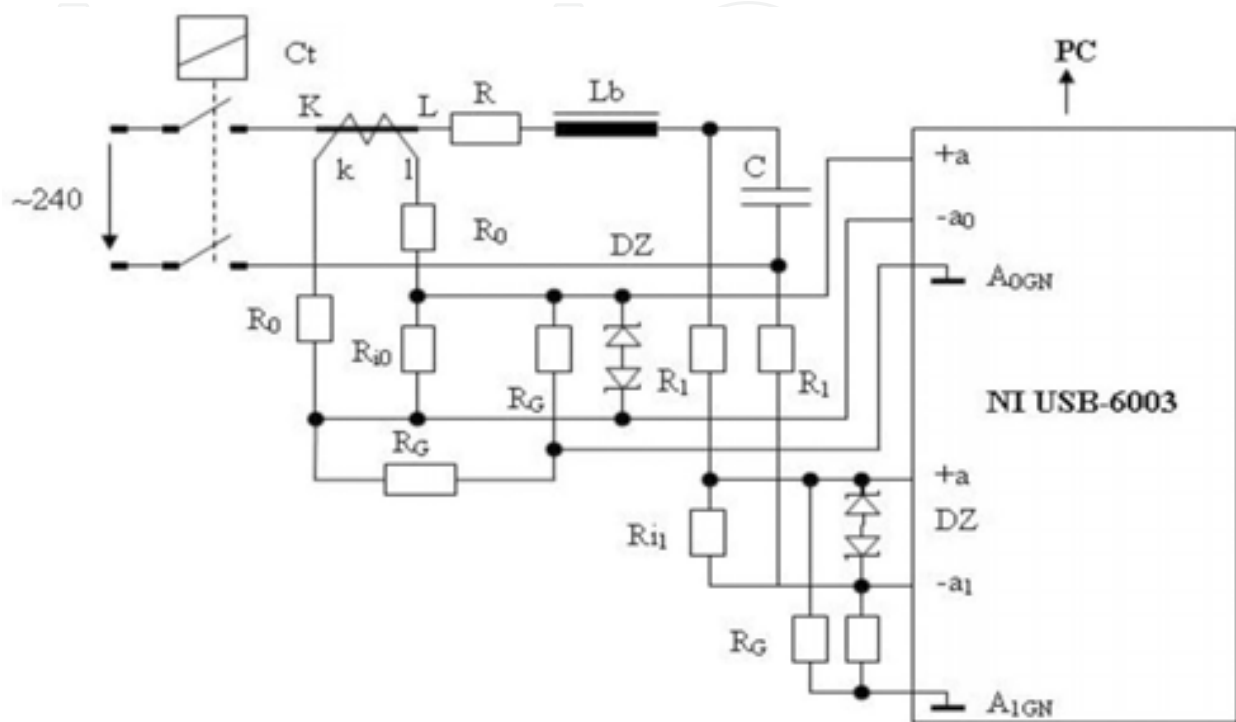 Ct
PC
K
L
R
Lb
+a
k
l
C
~240
-a0
R0
DZ
A0GN
R0
Ri0
R1
R1
RG
NI USB-6003
RG
+a
Ri1
DZ
-a1
RG
A1GN